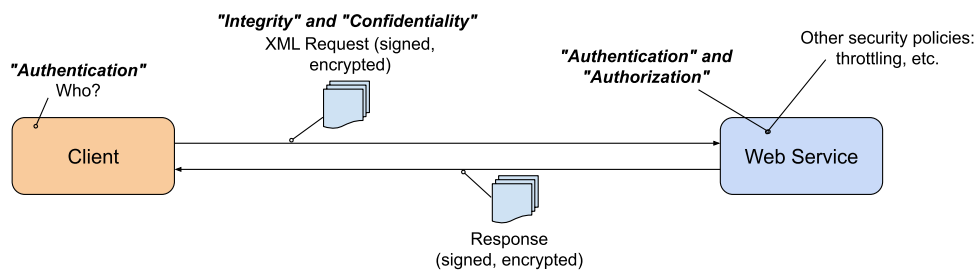 "Integrity" and "Confidentiality"
XML Request (signed,
encrypted)
"Authentication"
Who?
"Authentication" and
"Authorization"
Other security policies:
throttling, etc.
Client
Web Service
Response
(signed, encrypted)